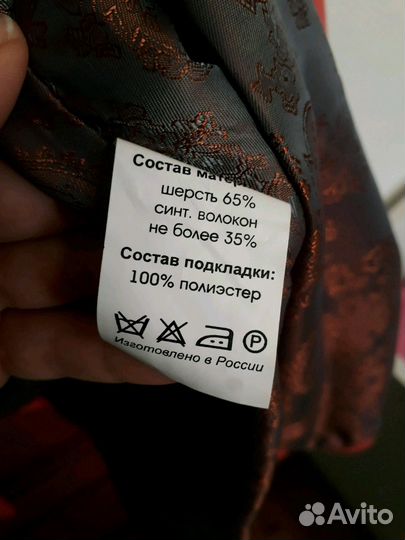 Состав матер
шерсть 65%
синт. волокон
не более 35%
Состав подкладки:
100% полиэстер
P
Изготовлено в России
Avito